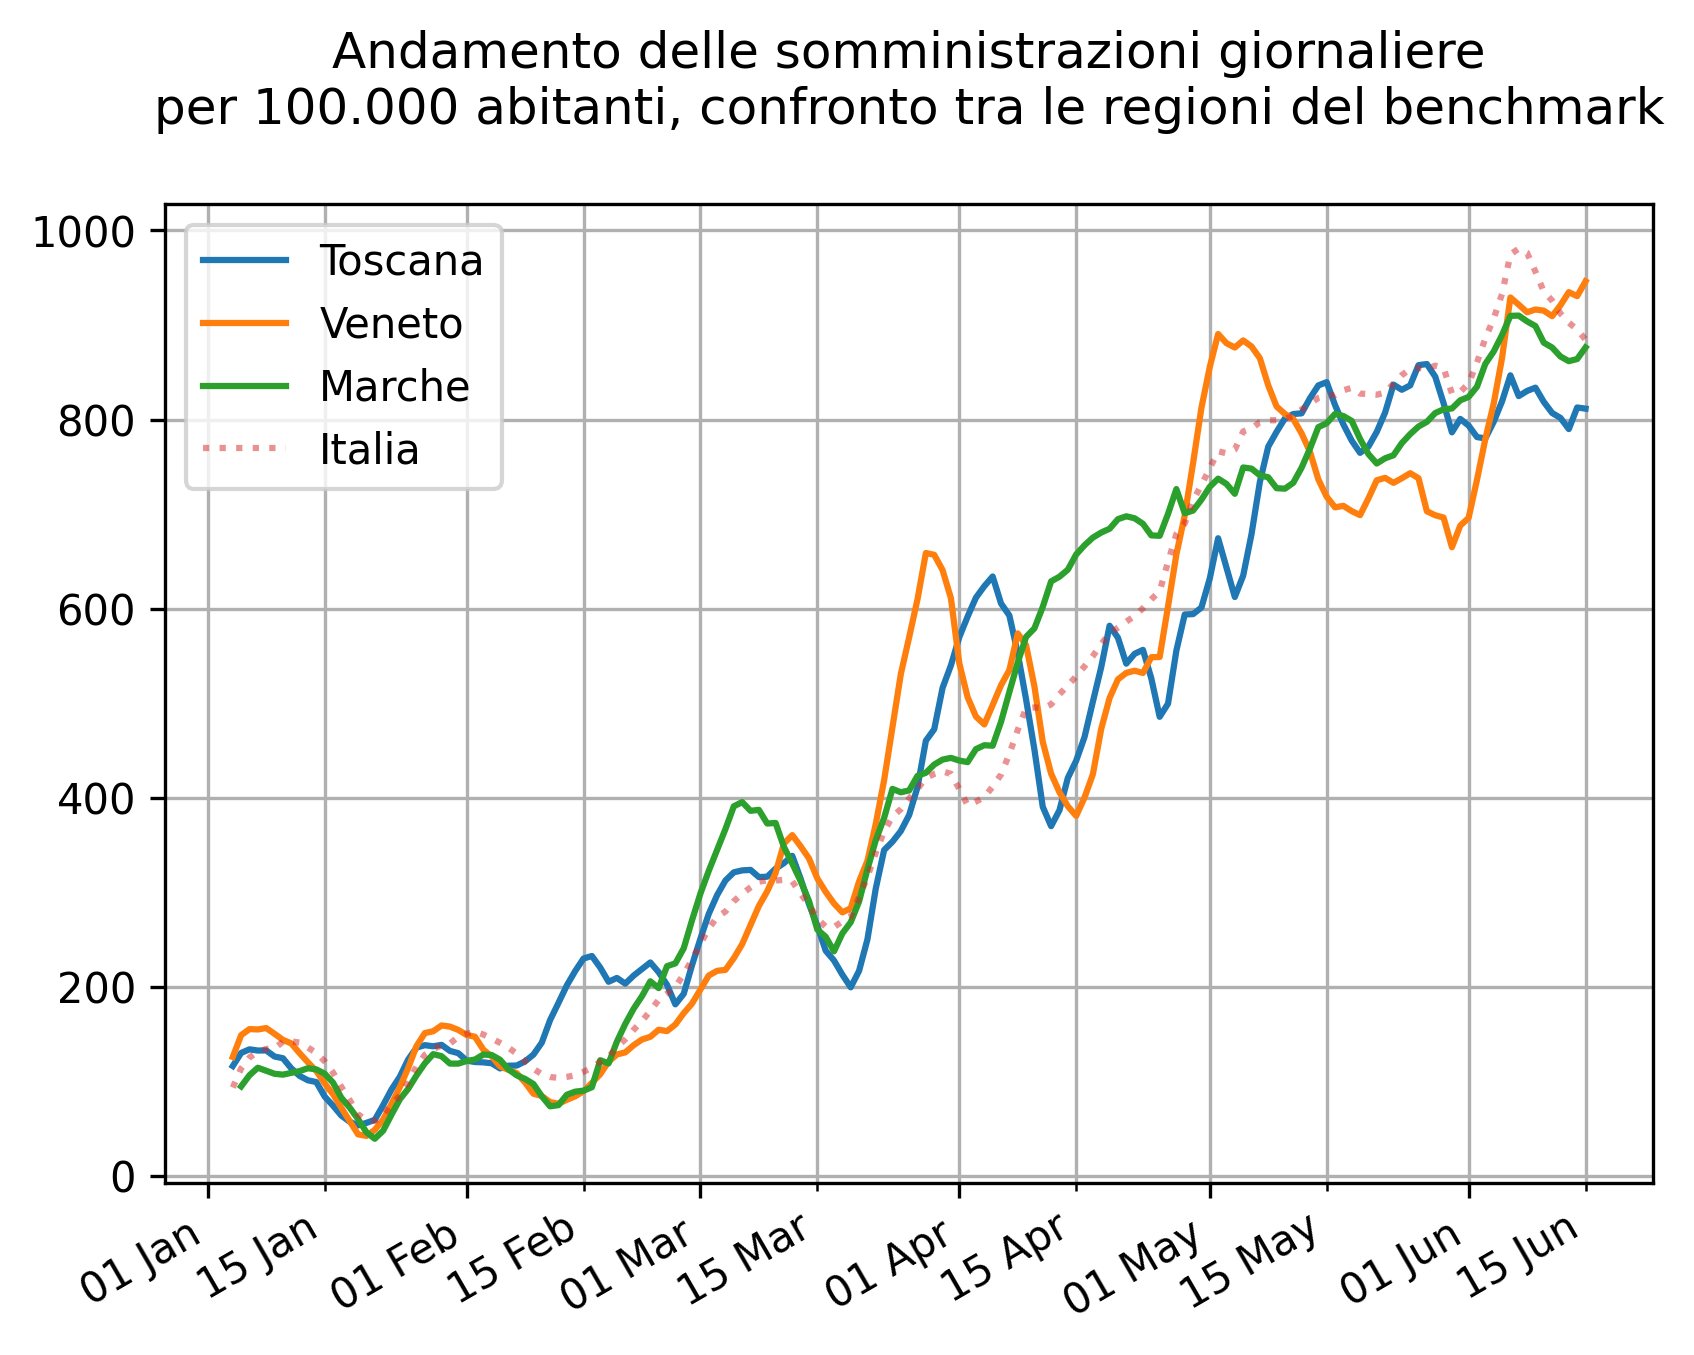 Andamento delle somministrazioni giornaliere
per 100.000 abitanti, confronto tra le regioni del benchmark
1000
800
600
400
200
0
Toscana
Veneto
Marche
Italia
01 Jan
15 Jan
01 Feb
15 Feb
01 Mar
15 Mar
01 Apr
15 Apr
01 May
15 May
01 Jun
15 Jun